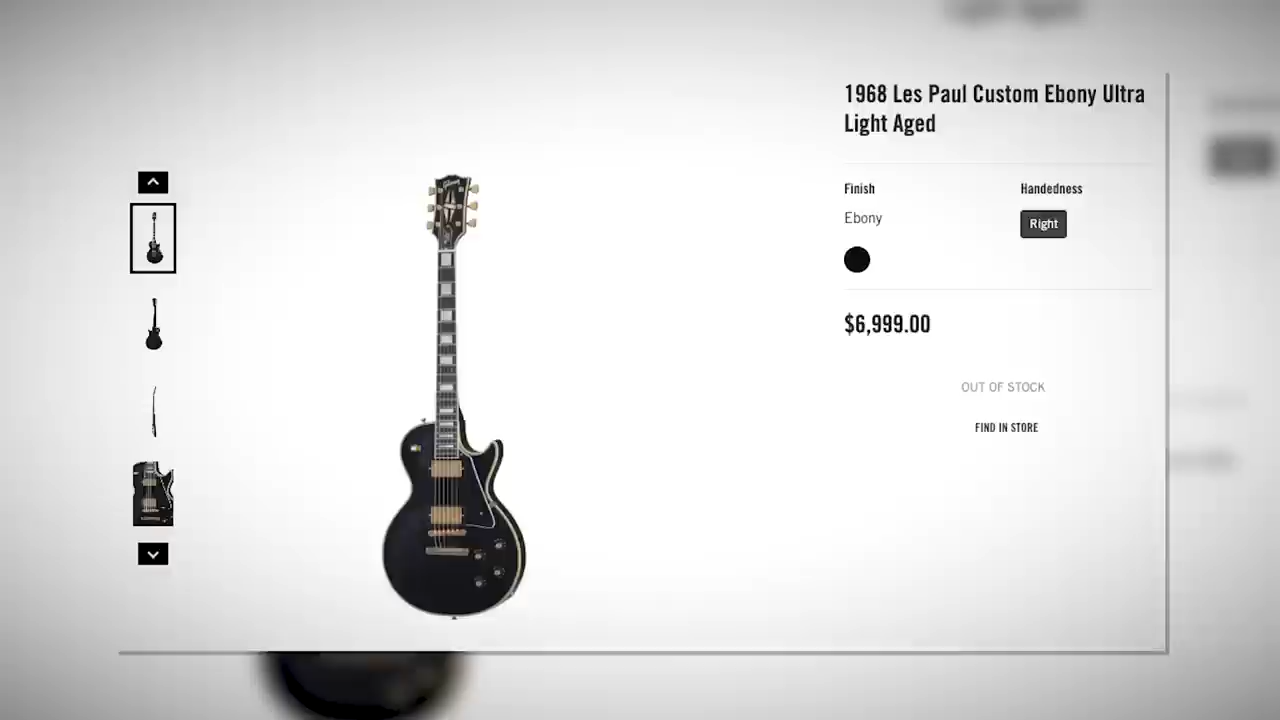 1968 Les Paul Custom Ebony Ultra
Light Aged
Finish
Handedness
Ebony
Right
$6,999.00
OUT OF STOCK
FIND IN STORE